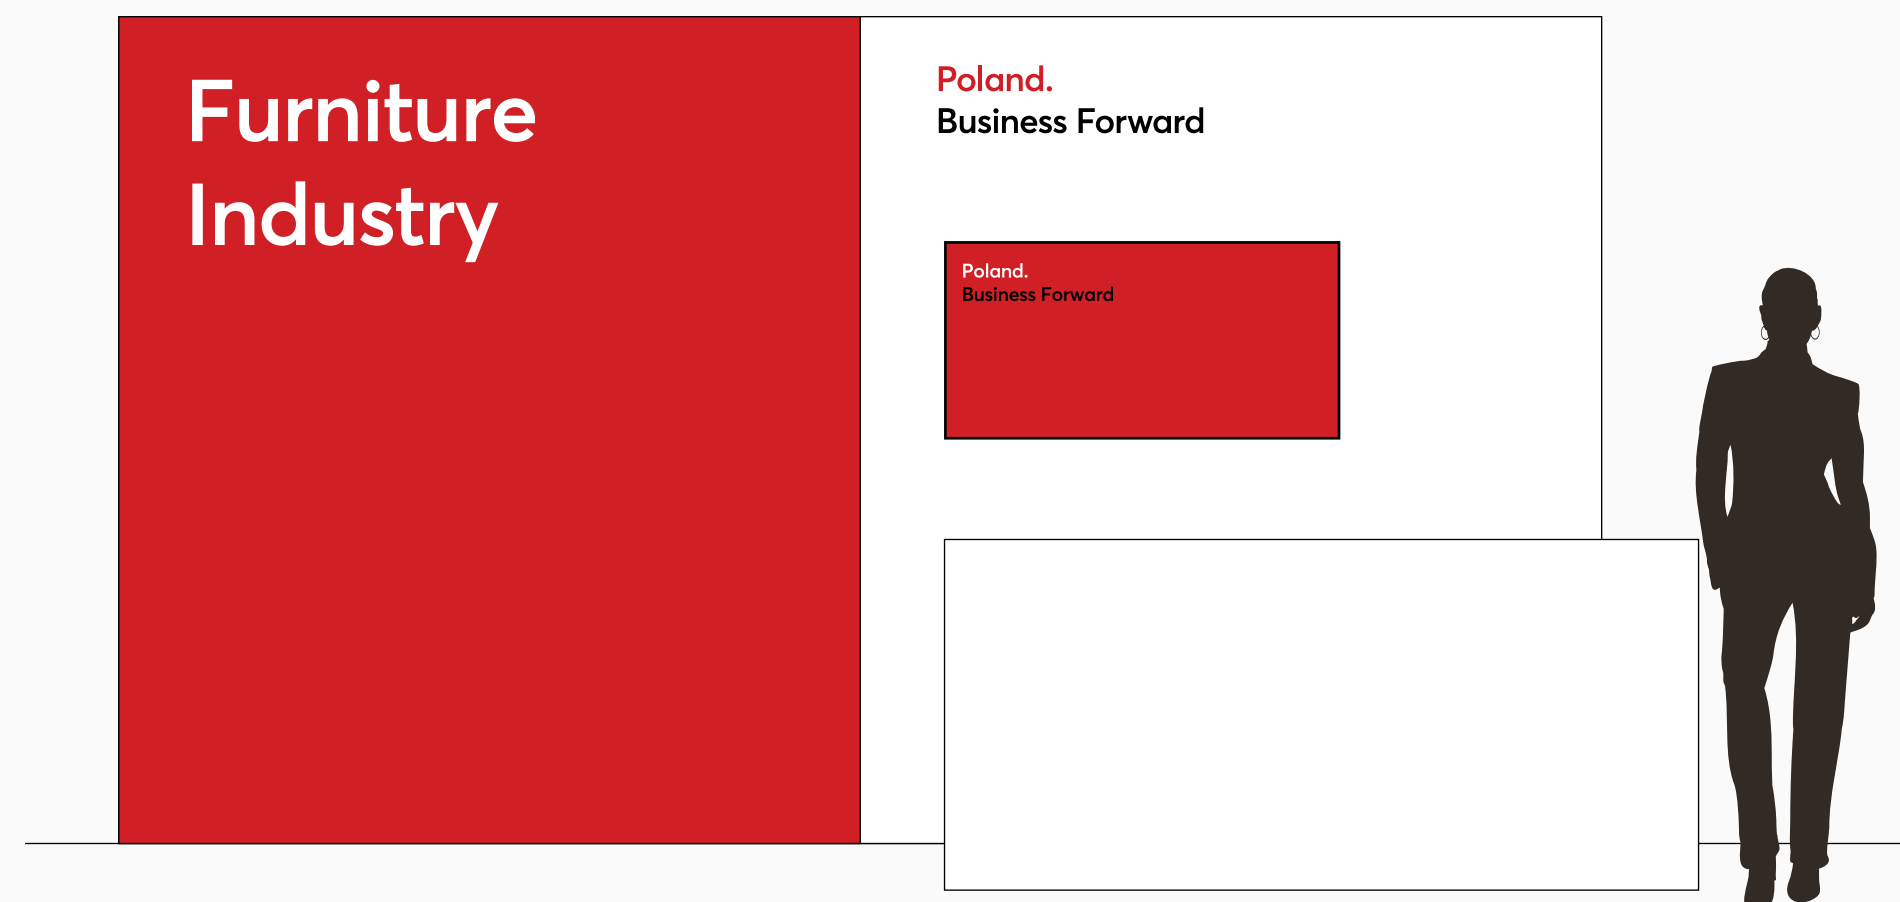 Furniture
Industry
Poland.
Business Forward
Poland.
Business Forward